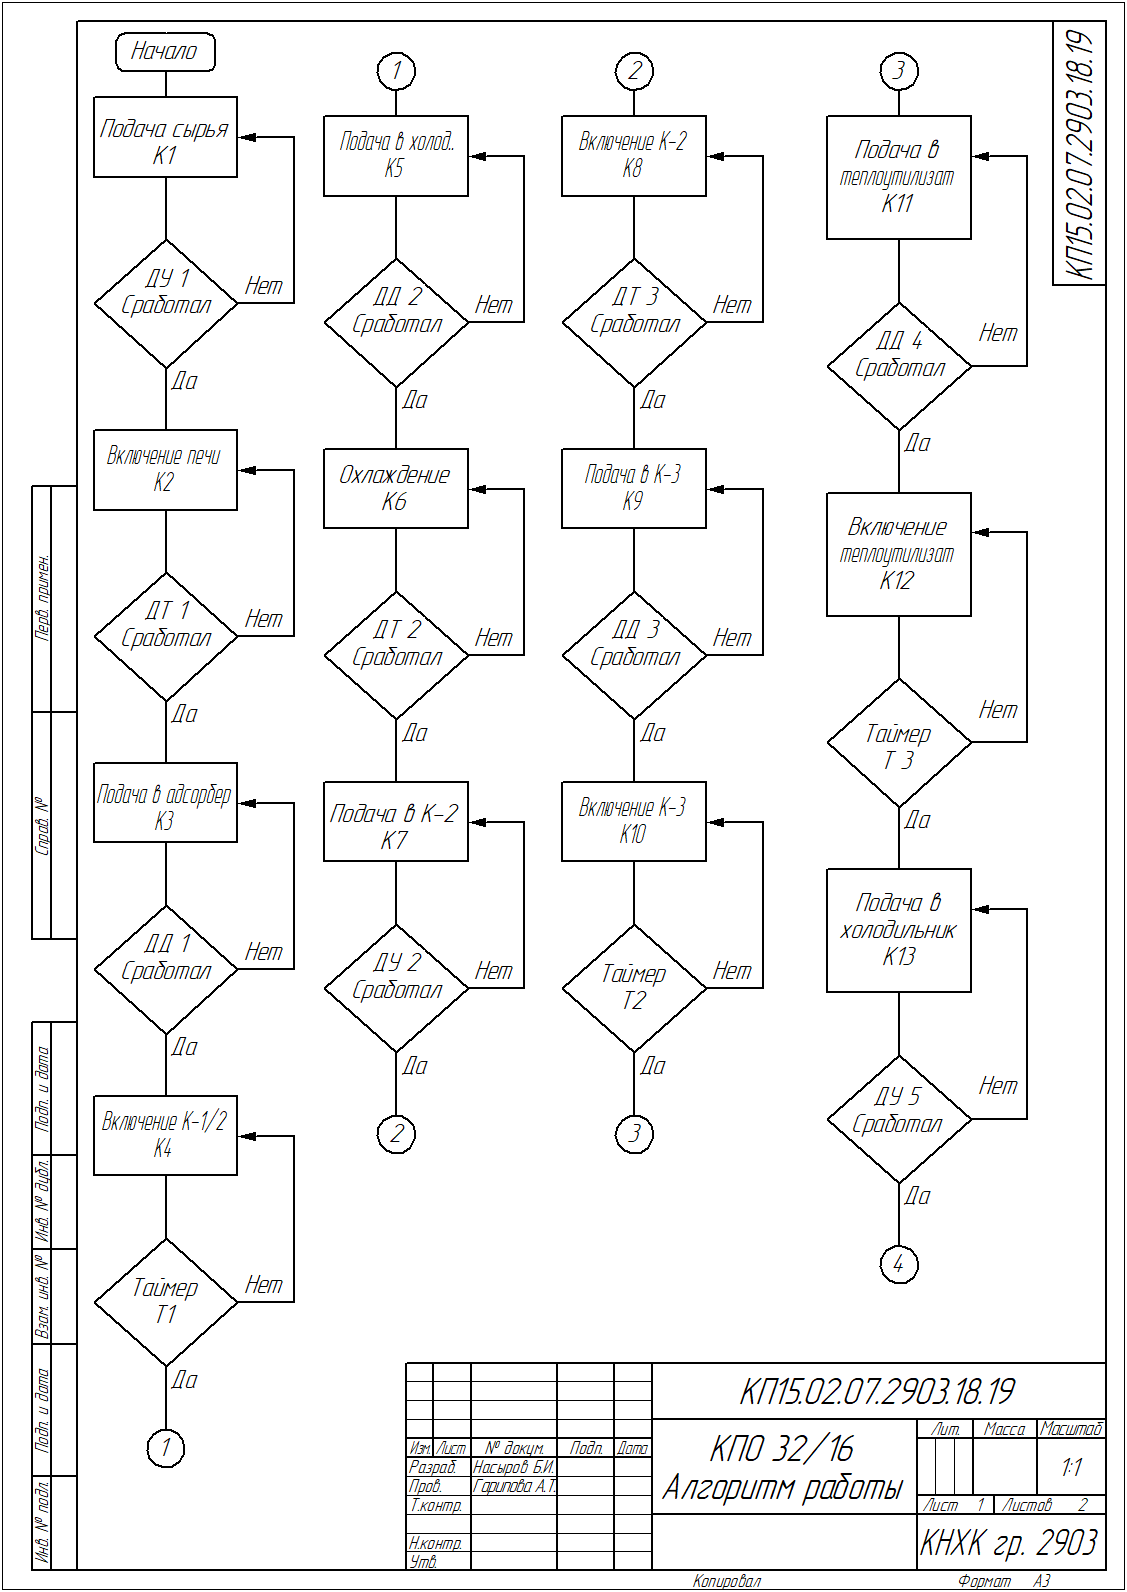 Начало
Подача сырья
К1
ДУ 1
Сработал
Нет
Да
Включение печи
К2
ДТ 1
Сработал
Нет
Да
Подача в адсорбер
К3
ДД 1
Сработал
Нет
Да
Включение К-1/2
К4
Таймер
Т1
Нет
Да
1
1
Подача в холод..
К5
ДД 2
Сработал
Нет
Да
Охлаждение
К6
ДТ 2
Сработал
Нет
Да
Подача в К-2
К7
ДУ 2
Сработал
Нет
Да
2
2
Включение К-2
К8
ДТ 3
Сработал
Нет
Да
Подача в К-3
К9
ДД 3
Сработал
Нет
Да
Включение К-3
К10
Таймер
Т2
Нет
Да
3
3
Подача в
теплоутилизат
К11
ДД 4
Сработал
Нет
Да
Включение
теплоутилизат
К12
Таймер
Т 3
Нет
Да
Подача в
холодильник
К13
ДУ 5
Сработал
Нет
Да
4
КП15.02.07.2903.18.19
Перв. примен.
Справ. №
Подп. и дата
Инв. № дубл.
Взам. инв. №
Подп. и дата
Инв. № подл.
КП15.02.07.2903.18.19
Изм. Лист № докум. Подп. Дата
Разраб. Насыров Б.И.
Пров. Гарипова А.Т.
Т.контр.
Н.контр.
Утв.
КПО 32/16
Алгоритм работы
Лит. Масса Масштаб
1:1
Лист 1 Листов 2
КНХК гр. 2903
Копировал Формат А3